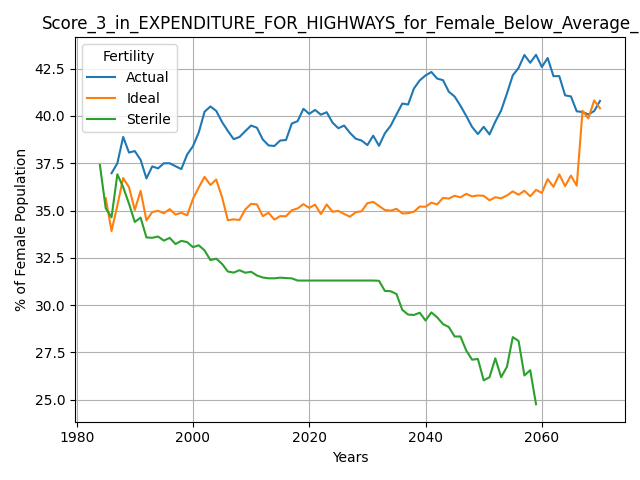 Score_3_in_EXPENDITURE_FOR_HIGHWAYS_for_Female_Below_Average_
Fertility
Actual
Ideal
Sterile
% of Female Population
42.5
40.0
37.5
35.0
32.5
30.0
27.5
25.0
1980
2000
2020
2040
2060
Years